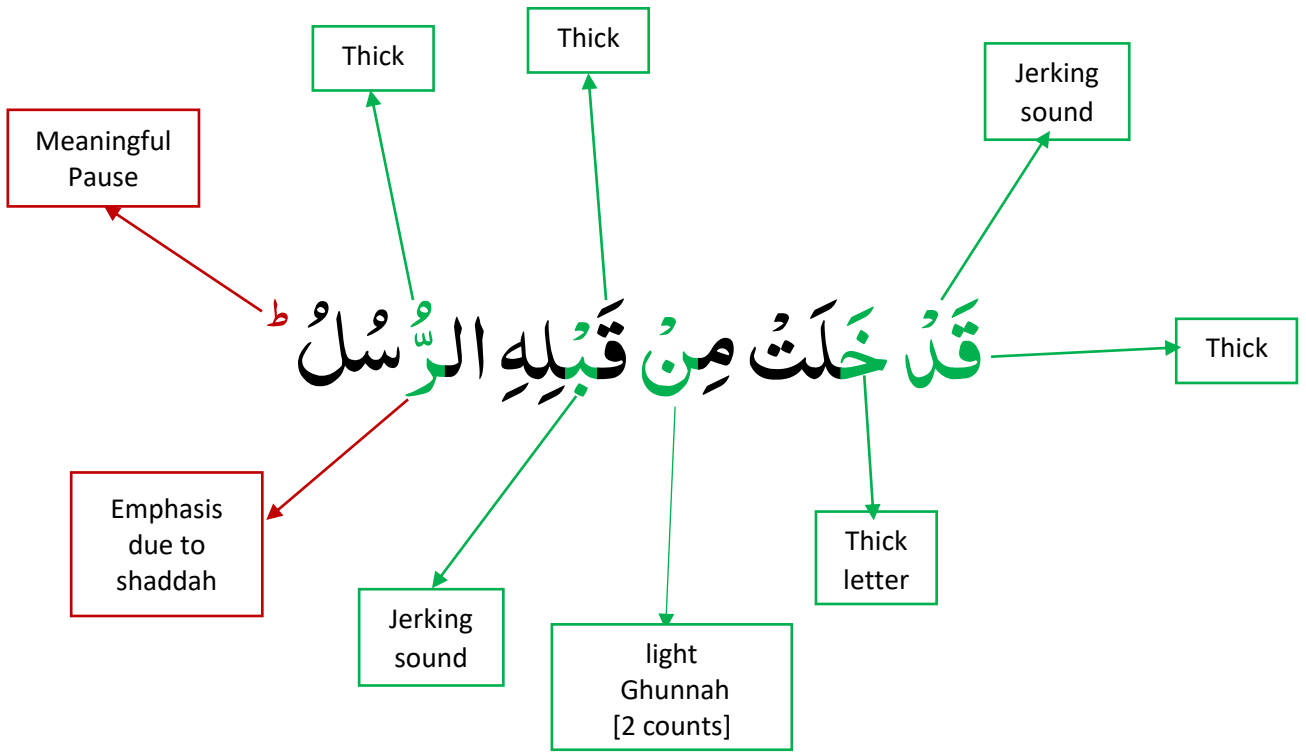 Thick
Thick
Jerking
sound
Meaningful
Pause
قَدْ خَلَتْ مِنْ قَبْلِهِ الرُّسُلُ ؕ
Thick
Emphasis
due to
shaddah
Jerking
sound
light
Ghunnah
[2 counts]
Thick
letter